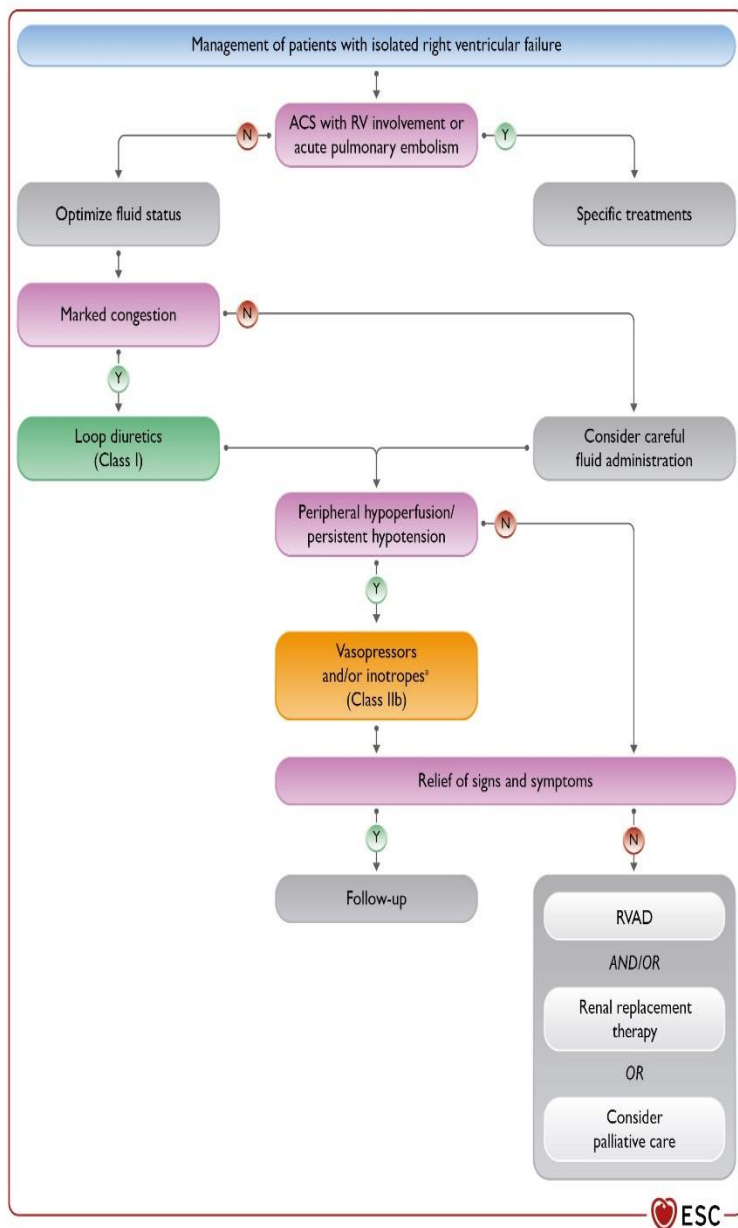 Management of patients with isolated right ventricular failure
ACS with RV involvement or
acute pulmonary embolism
N
Y
Optimize fluid status
Specific treatments
Marked congestion
N
Y
Loop diuretics
(Class I)
Consider careful
fluid administration
Peripheral hypoperfusion/
persistent hypotension
N
Y
Vasopressors
and/or inotropesᵃ
(Class IIb)
Relief of signs and symptoms
Y
N
Follow-up
RVAD
AND/OR
Renal replacement
therapy
OR
Consider
palliative care
ESC